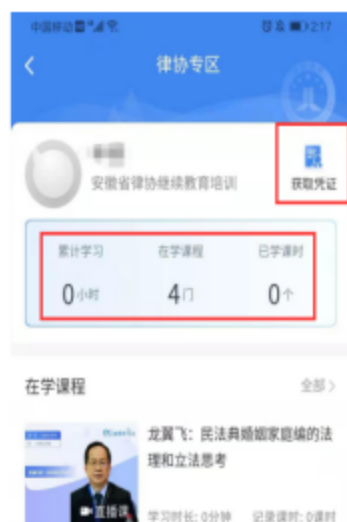 中国移动 2:17
律协专区
安徽省律协继续教育培训
获取凭证
累计学习 在学课程 已学课时
0小时 4门 0个
在学课程 全部>
龙翼飞：民法典婚姻家庭编的法
理和立法思考
直播课
学习时长: 0分钟 记录课时: 0课时